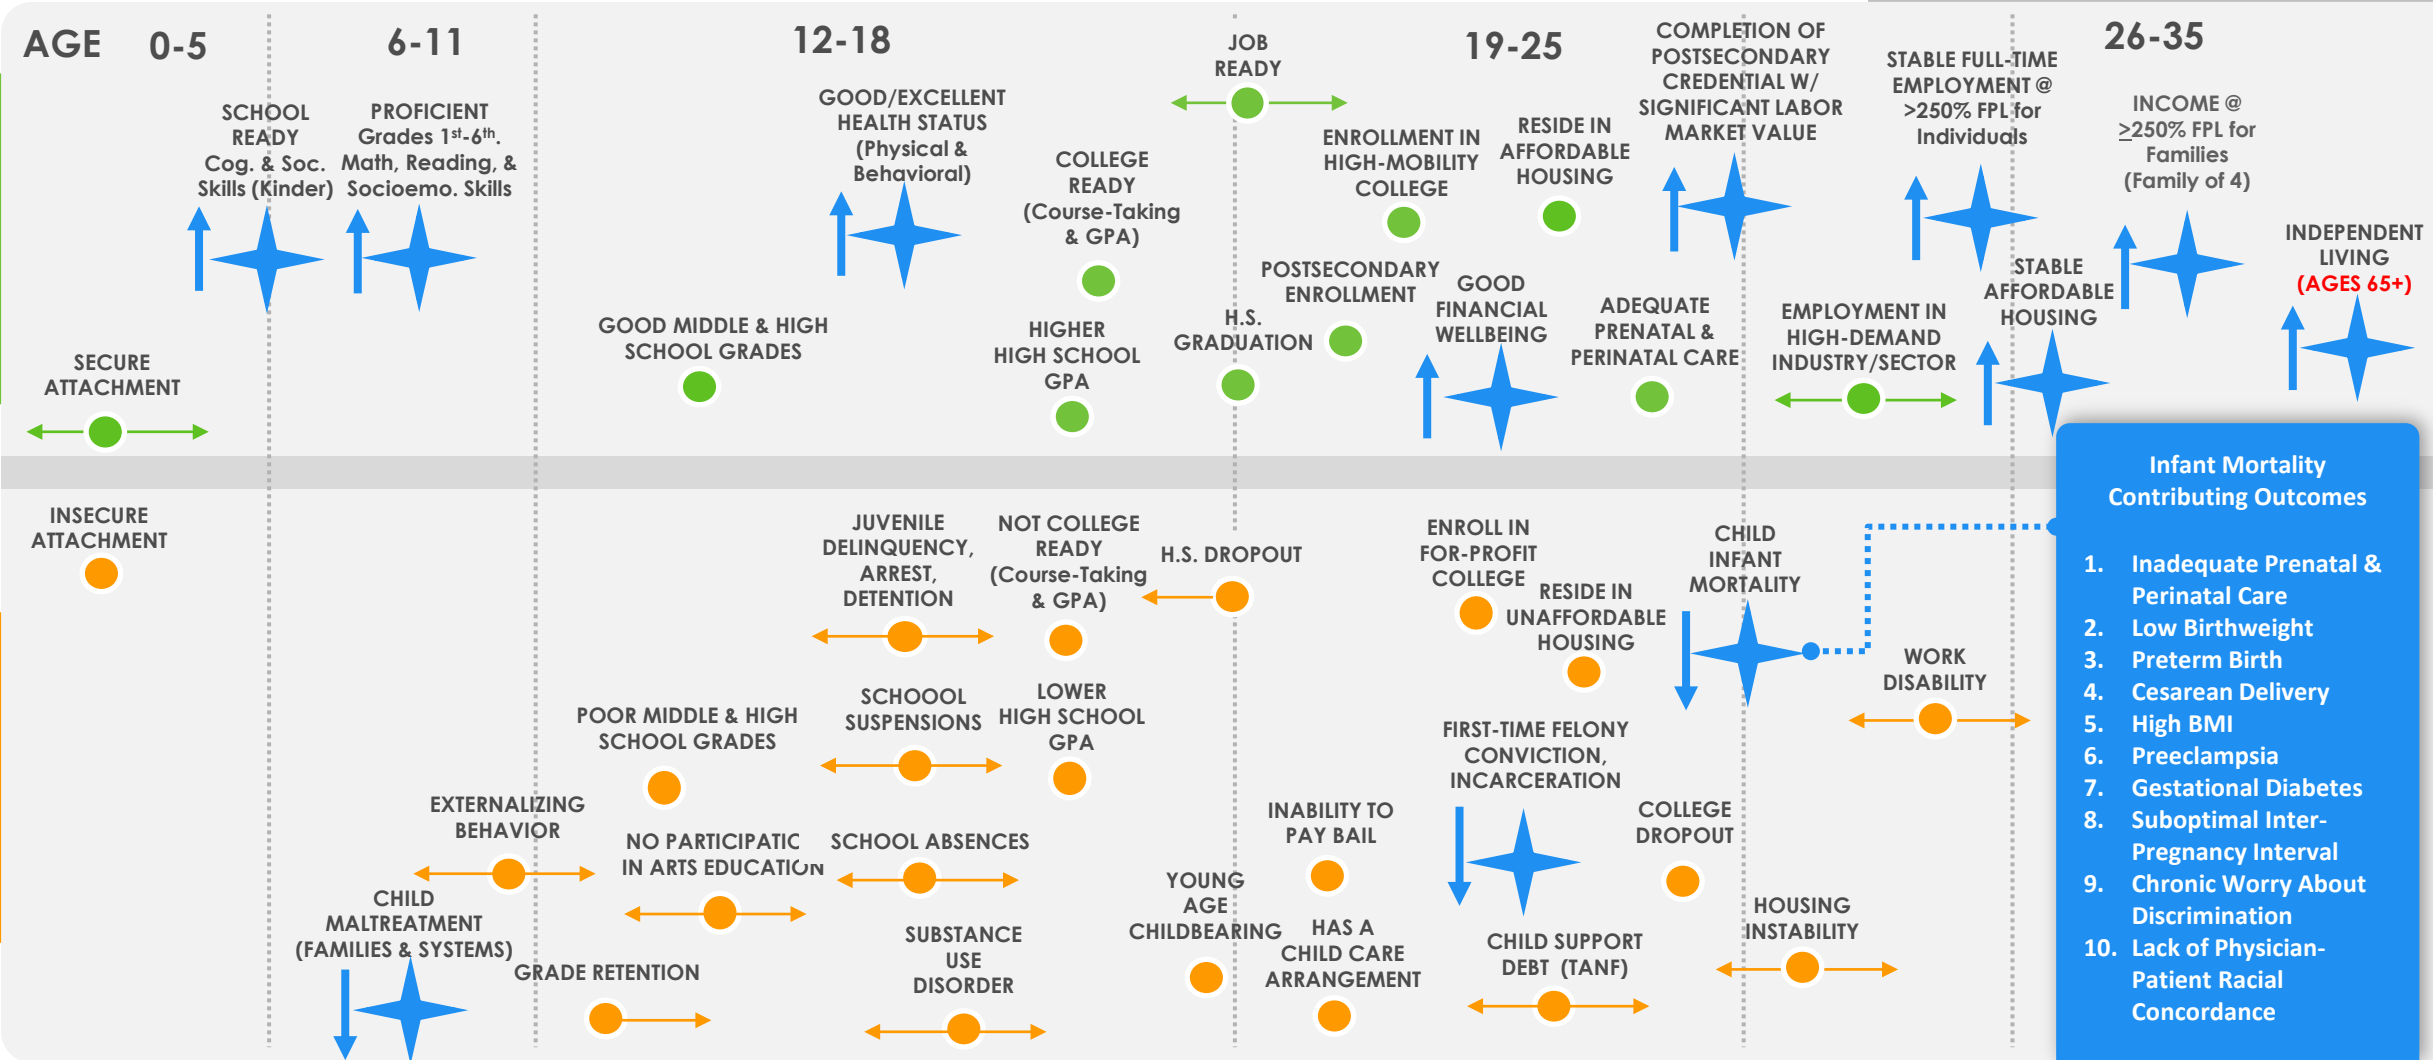 AGE
0-5
6-11
12-18
19-25
26-35
SCHOOL
READY
Cog. & Soc.
Skills (Kinder)
PROFICIENT
Grades 1st-6th.
Math, Reading, &
Socioemo. Skills
GOOD/EXCELLENT
HEALTH STATUS
(Physical &
Behavioral)
COLLEGE
READY
(Course-Taking
& GPA)
JOB
READY
ENROLLMENT IN
HIGH-MOBILITY
COLLEGE
RESIDE IN
AFFORDABLE
HOUSING
COMPLETION OF
POSTSECONDARY
CREDENTIAL W/
SIGNIFICANT LABOR
MARKET VALUE
STABLE FULL-TIME
EMPLOYMENT @
>250% FPL for
Individuals
INCOME @
≥250% FPL for
Families
(Family of 4)
INDEPENDENT
LIVING
(AGES 65+)
SECURE
ATTACHMENT
GOOD MIDDLE & HIGH
SCHOOL GRADES
HIGHER
HIGH SCHOOL
GPA
H.S.
GRADUATION
POSTSECONDARY
ENROLLMENT
GOOD
FINANCIAL
WELLBEING
ADEQUATE
PRENATAL &
PERINATAL CARE
EMPLOYMENT IN
HIGH-DEMAND
INDUSTRY/SECTOR
STABLE
AFFORDABLE
HOUSING
INSECURE
ATTACHMENT
JUVENILE
DELINQUENCY,
ARREST,
DETENTION
NOT COLLEGE
READY
(Course-Taking
& GPA)
H.S. DROPOUT
ENROLL IN
FOR-PROFIT
COLLEGE
RESIDE IN
UNAFFORDABLE
HOUSING
CHILD
INFANT
MORTALITY
WORK
DISABILITY
POOR MIDDLE & HIGH
SCHOOL GRADES
SCHOOOL
SUSPENSIONS
LOWER
HIGH SCHOOL
GPA
FIRST-TIME FELONY
CONVICTION,
INCARCERATION
EXTERNALIZING
BEHAVIOR
NO PARTICIPATIC
IN ARTS EDUCATION
SCHOOL ABSENCES
INABILITY TO
PAY BAIL
COLLEGE
DROPOUT
CHILD
MALTREATMENT
(FAMILIES & SYSTEMS)
GRADE RETENTION
SUBSTANCE
USE
DISORDER
YOUNG
AGE
CHILDBEARING
HAS A
CHILD CARE
ARRANGEMENT
CHILD SUPPORT
DEBT (TANF)
HOUSING
INSTABILITY
Infant Mortality
Contributing Outcomes
1. Inadequate Prenatal &
Perinatal Care
2. Low Birthweight
3. Preterm Birth
4. Cesarean Delivery
5. High BMI
6. Preeclampsia
7. Gestational Diabetes
8. Suboptimal Inter-
Pregnancy Interval
9. Chronic Worry About
Discrimination
10. Lack of Physician-
Patient Racial
Concordance